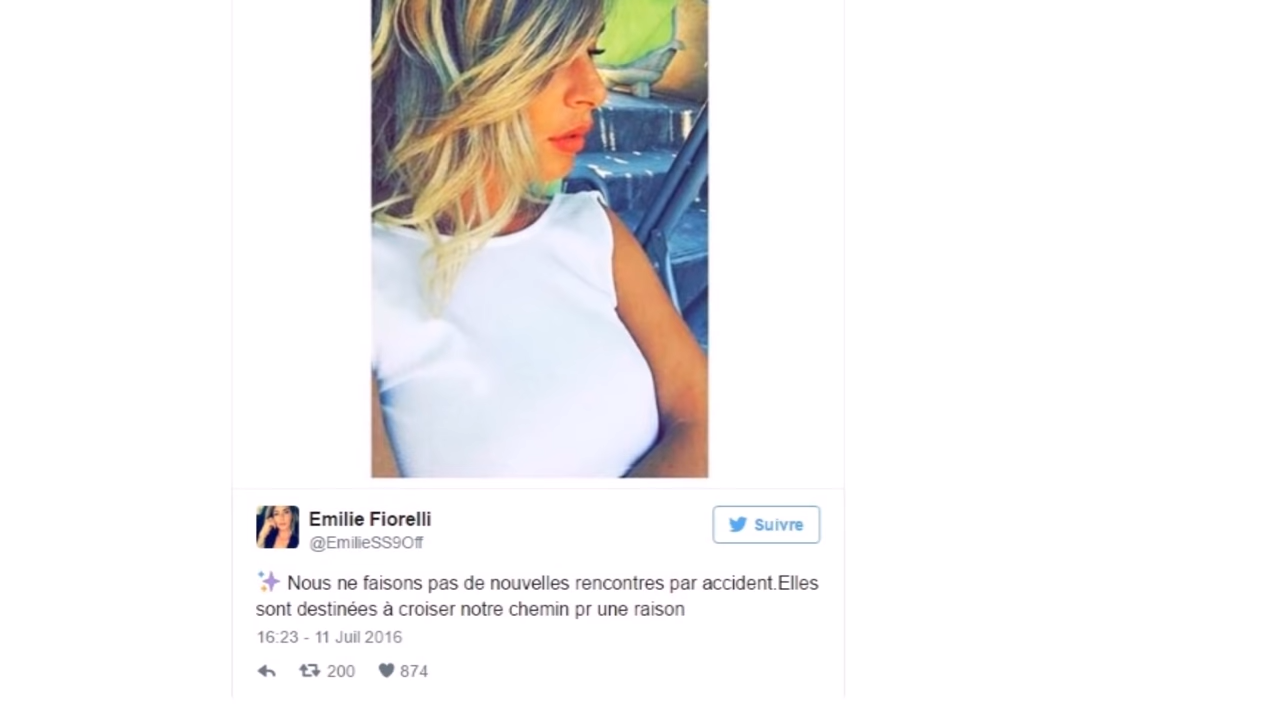 Emilie Fiorelli
@EmilieSS9Off
Suivre
✨ Nous ne faisons pas de nouvelles rencontres par accident.Elles
sont destinées à croiser notre chemin pr une raison
16:23 - 11 Juil 2016
200 874